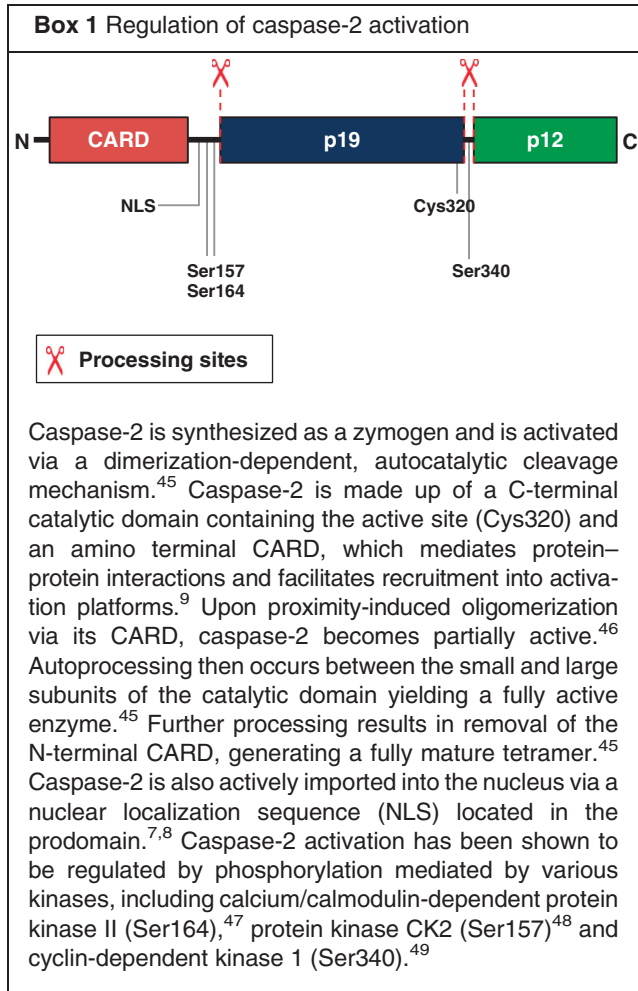 Box 1 Regulation of caspase-2 activation
N CARD p19 p12 C
NLS Cys320
Ser157 Ser340
Ser164
Processing sites
Caspase-2 is synthesized as a zymogen and is activated
via a dimerization-dependent, autocatalytic cleavage
mechanism.45 Caspase-2 is made up of a C-terminal
catalytic domain containing the active site (Cys320) and
an amino terminal CARD, which mediates protein–
protein interactions and facilitates recruitment into activa-
tion platforms.9 Upon proximity-induced oligomerization
via its CARD, caspase-2 becomes partially active.46
Autoprocessing then occurs between the small and large
subunits of the catalytic domain yielding a fully active
enzyme.45 Further processing results in removal of the
N-terminal CARD, generating a fully mature tetramer.45
Caspase-2 is also actively imported into the nucleus via a
nuclear localization sequence (NLS) located in the
prodomain.7,8 Caspase-2 activation has been shown to
be regulated by phosphorylation mediated by various
kinases, including calcium/calmodulin-dependent protein
kinase II (Ser164),47 protein kinase CK2 (Ser157)48 and
cyclin-dependent kinase 1 (Ser340).49